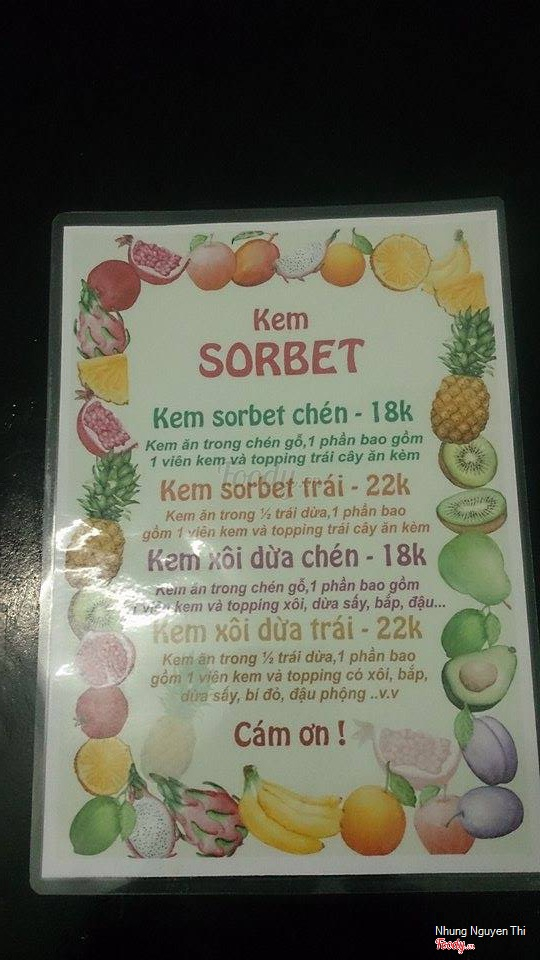 Kem
SORBET
Kem sorbet chén - 18k
Kem ăn trong chén gỗ,1 phần bao gồm
1 viên kem và topping trái cây ăn kèm
Foody
Kem sorbet trái - 22k
Kem ăn trong ½ trái dừa,1 phần bao
gồm 1 viên kem và topping trái cây ăn kèm
Kem xôi dừa chén - 18k
Kem ăn trong chén gỗ,1 phần bao gồm
1 viên kem và topping xôi, dừa sấy, bắp, đậu...
Kem xôi dừa trái - 22k
Kem ăn trong ½ trái dừa,1 phần bao
gồm 1 viên kem và topping có xôi, bắp,
dừa sấy, bí đỏ, đậu phộng ..v.v
Cám ơn !
Nhung Nguyen Thi
Foody.vn